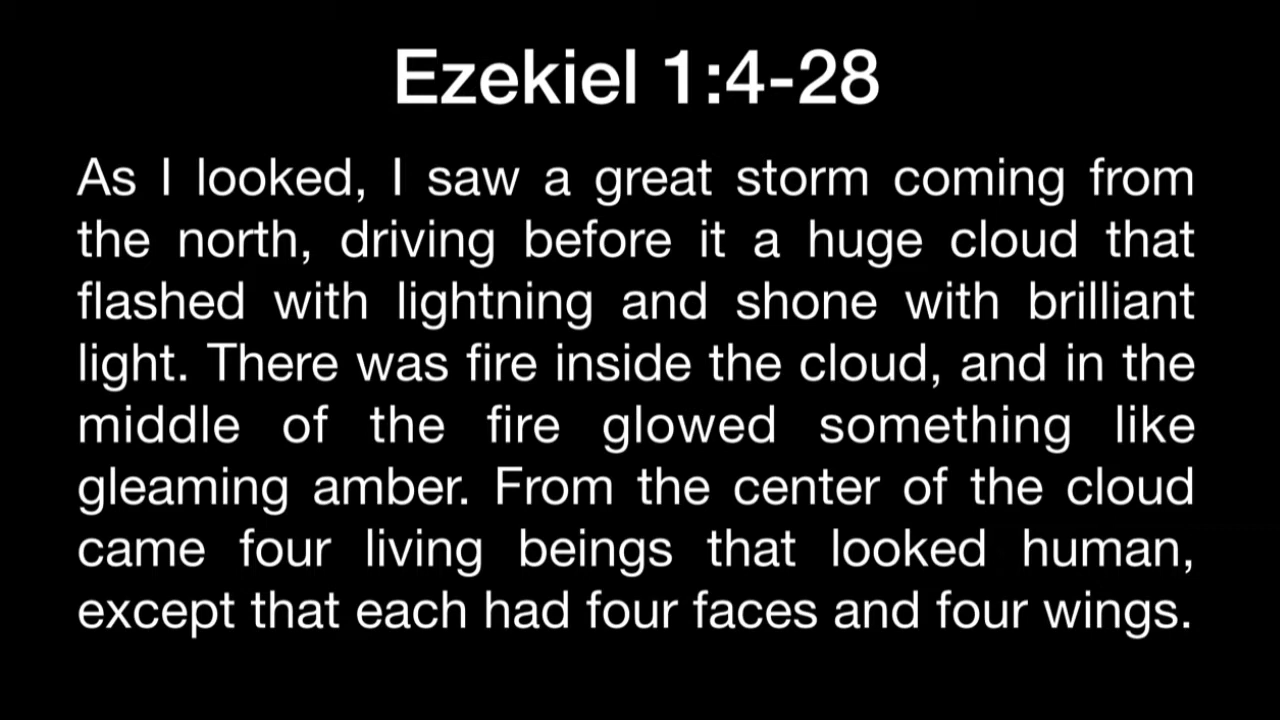 Ezekiel 1:4-28
As I looked, I saw a great storm coming from
the north, driving before it a huge cloud that
flashed with lightning and shone with brilliant
light. There was fire inside the cloud, and in the
middle of the fire glowed something like
gleaming amber. From the center of the cloud
came four living beings that looked human,
except that each had four faces and four wings.